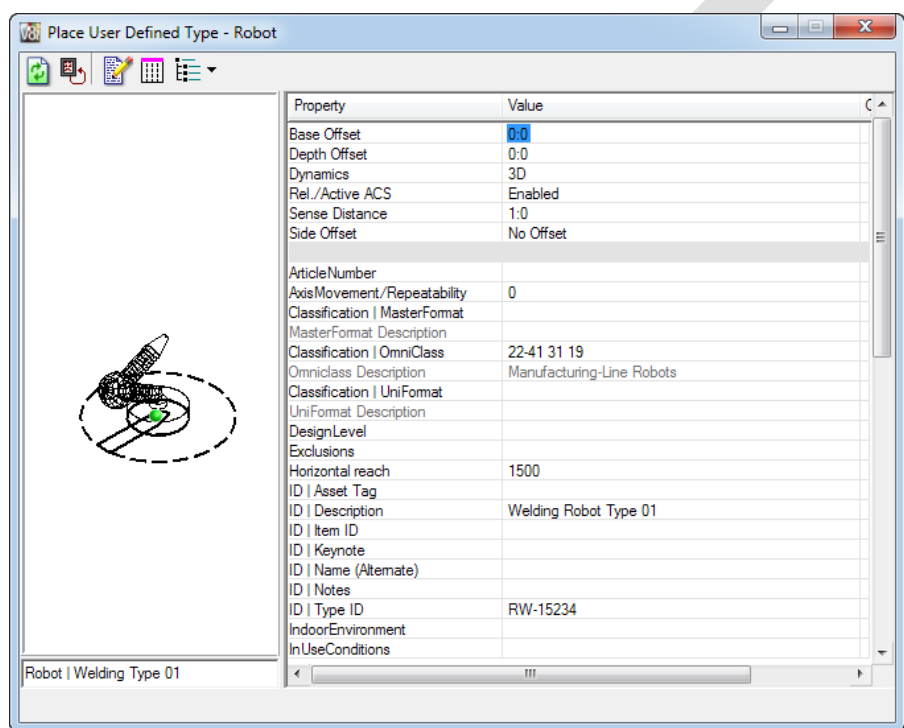 Place User Defined Type - Robot
Property Value
Base Offset 0:0
Depth Offset 0:0
Dynamics 3D
Rel./Active ACS Enabled
Sense Distance 1:0
Side Offset No Offset
ArticleNumber
AxisMovement/Repeatability 0
Classification | MasterFormat
MasterFormat Description
Classification | OmniClass 22-41 31 19
Omniclass Description Manufacturing-Line Robots
Classification | UniFormat
UniFormat Description
DesignLevel
Exclusions
Horizontal reach 1500
ID | Asset Tag
ID | Description Welding Robot Type 01
ID | Item ID
ID | Keynote
ID | Name (Alternate)
ID | Notes
ID | Type ID RW-15234
IndoorEnvironment
InUseConditions
Robot | Welding Type 01